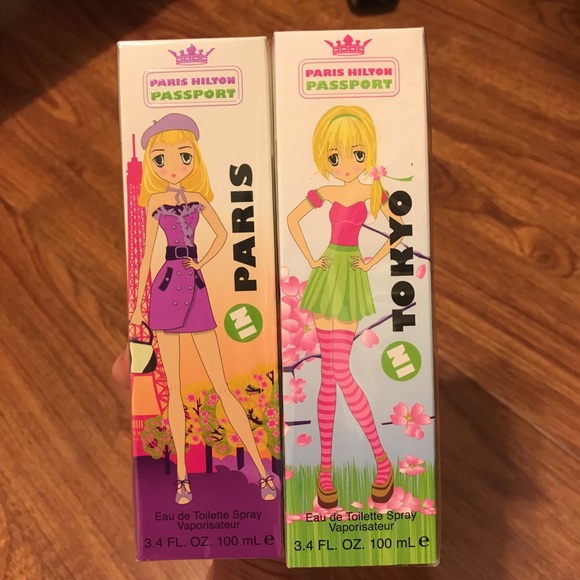 PARIS HILTON
PASSPORT
IN PARIS
Eau de Toilette Spray
Vaporisateur
3.4 FL. OZ. 100 mL e
PARIS HILTON
PASSPORT
IN TOKYO
Eau de Toilette Spray
Vaporisateur
3.4 FL. OZ. 100 mL e